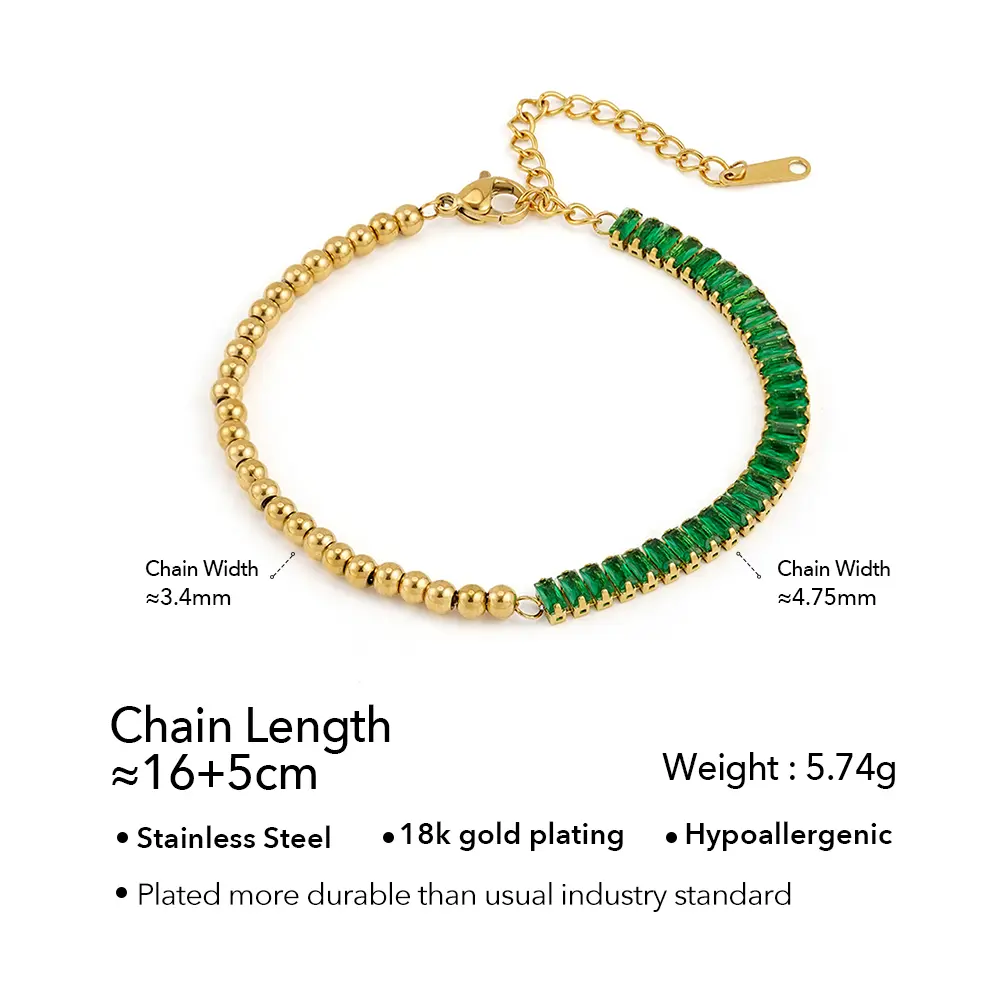 Chain Width
≈3.4mm
Chain Width
≈4.75mm
Chain Length
≈16+5cm
Weight : 5.74g
• Stainless Steel
• 18k gold plating
• Hypoallergenic
• Plated more durable than usual industry standard